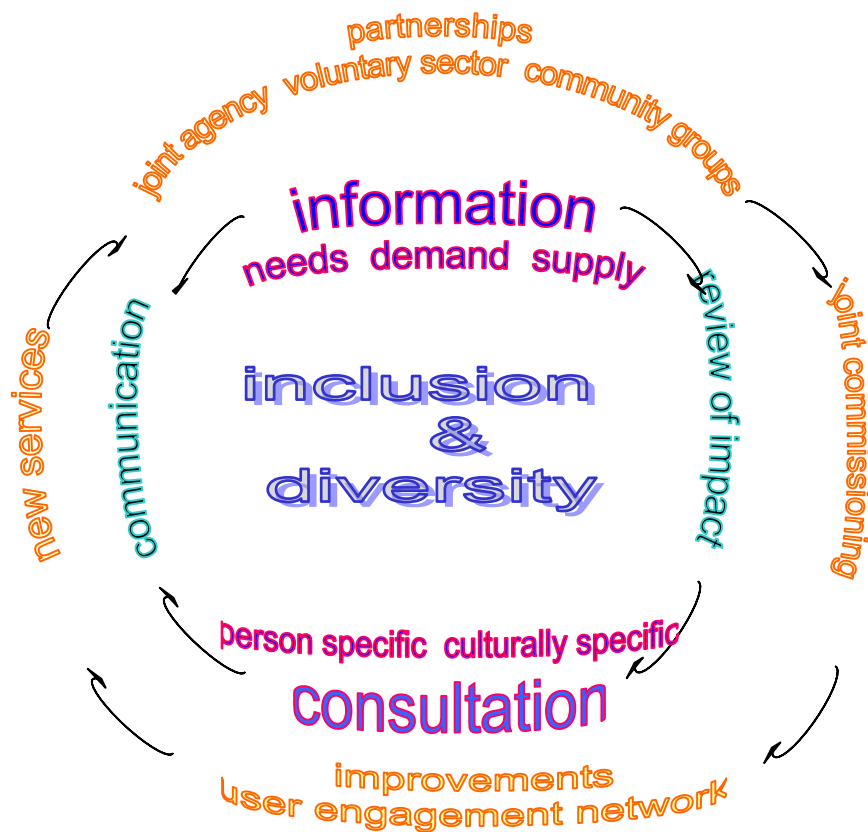 partnerships
joint agency voluntary sector community groups
information
needs demand supply
new services
communication
review of impact
joint commissioning
inclusion
&
diversity
person specific culturally specific
consultation
improvements
user engagement network